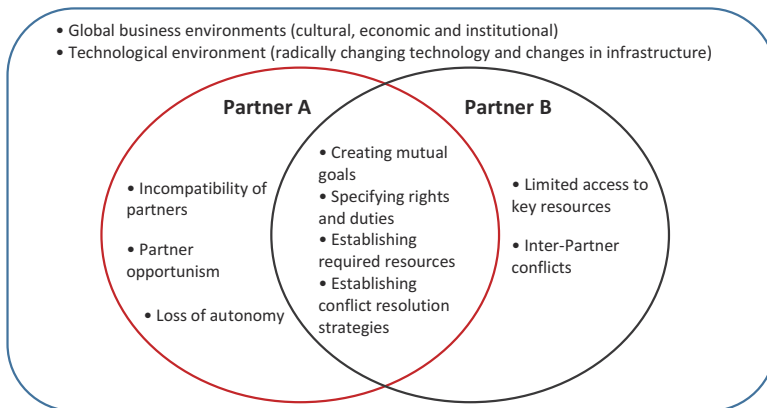 • Global business environments (cultural, economic and institutional)
• Technological environment (radically changing technology and changes in infrastructure)
Partner A
Partner B
• Incompatibility of
partners
• Partner
opportunism
• Loss of autonomy
• Creating mutual
goals
• Specifying rights
and duties
• Establishing
required resources
• Establishing
conflict resolution
strategies
• Limited access to
key resources
• Inter-Partner
conflicts